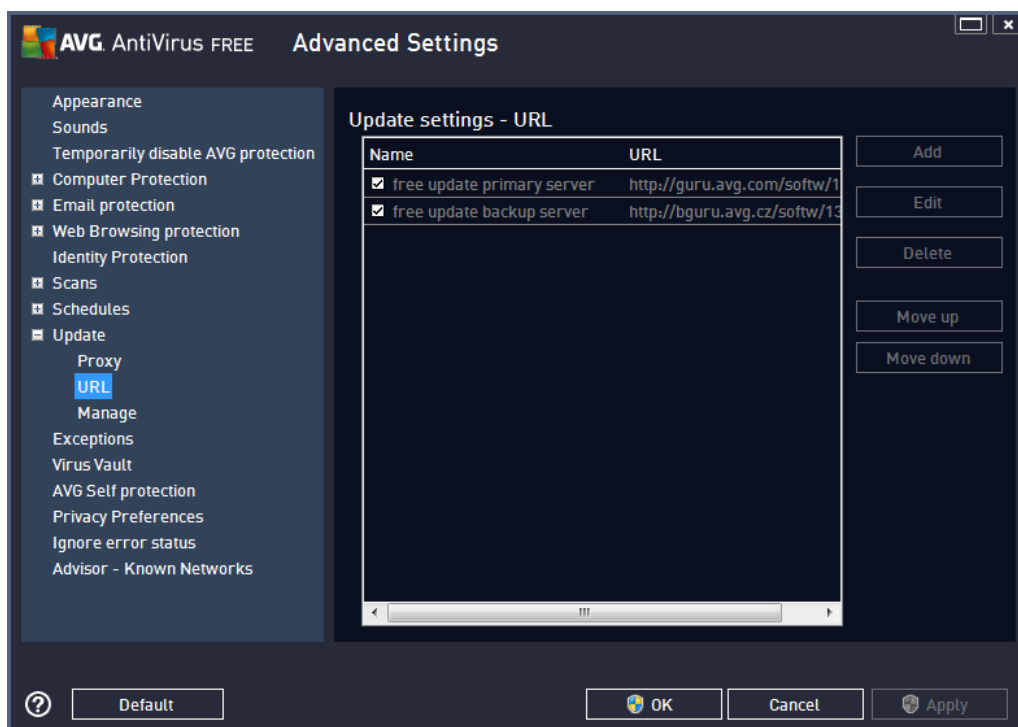 AVG. AntiVirus FREE Advanced Settings
Appearance
Sounds
Temporarily disable AVG protection
Computer Protection
Email protection
Web Browsing protection
Identity Protection
Scans
Schedules
Update
Proxy
URL
Manage
Exceptions
Virus Vault
AVG Self protection
Privacy Preferences
Ignore error status
Advisor - Known Networks
Update settings - URL
Name URL
free update primary server http://guru.avg.com/softw/1
free update backup server http://bguru.avg.cz/softw/13
Add
Edit
Delete
Move up
Move down
Default
OK
Cancel
Apply